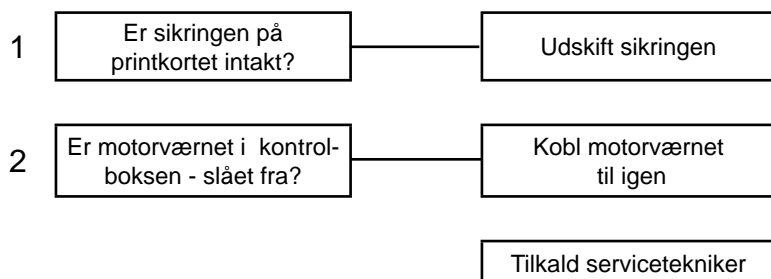 1
Er sikringen på
printkortet intakt?
Udskift sikringen
2
Er motorværnet i kontrol-
boksen - slået fra?
Kobl motorværnet
til igen
Tilkald servicetekniker